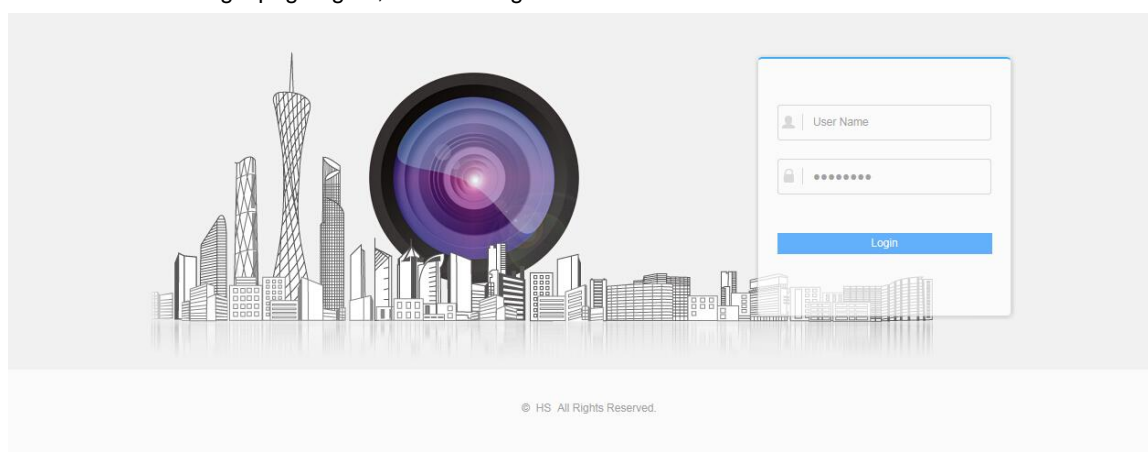 User Name
••••••••
Login
© HS All Rights Reserved.